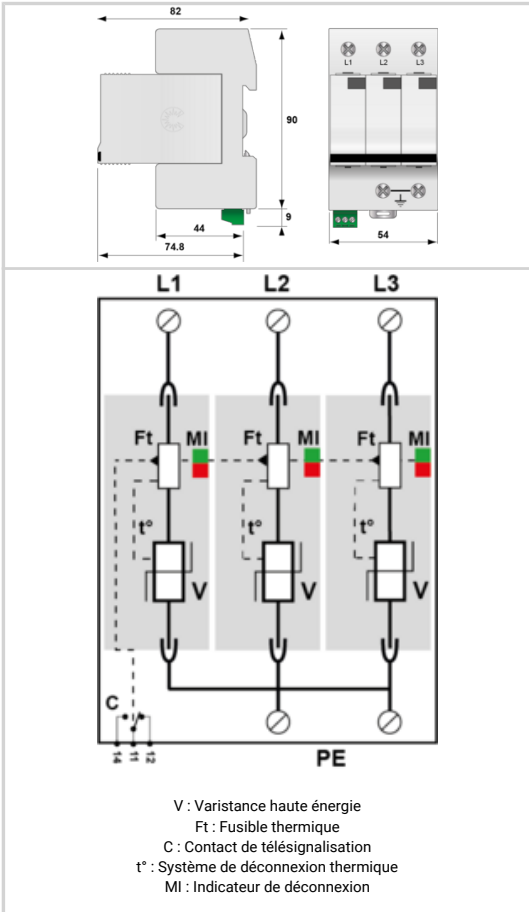 82
L1 L2 L3
90
9
44
54
74.8
L1 L2 L3
Ft MI Ft MI Ft MI
t° t° t°
V V V
C
14 11 12
PE
V : Varistance haute énergie
Ft : Fusible thermique
C : Contact de télésignalisation
t° : Système de déconnexion thermique
MI : Indicateur de déconnexion